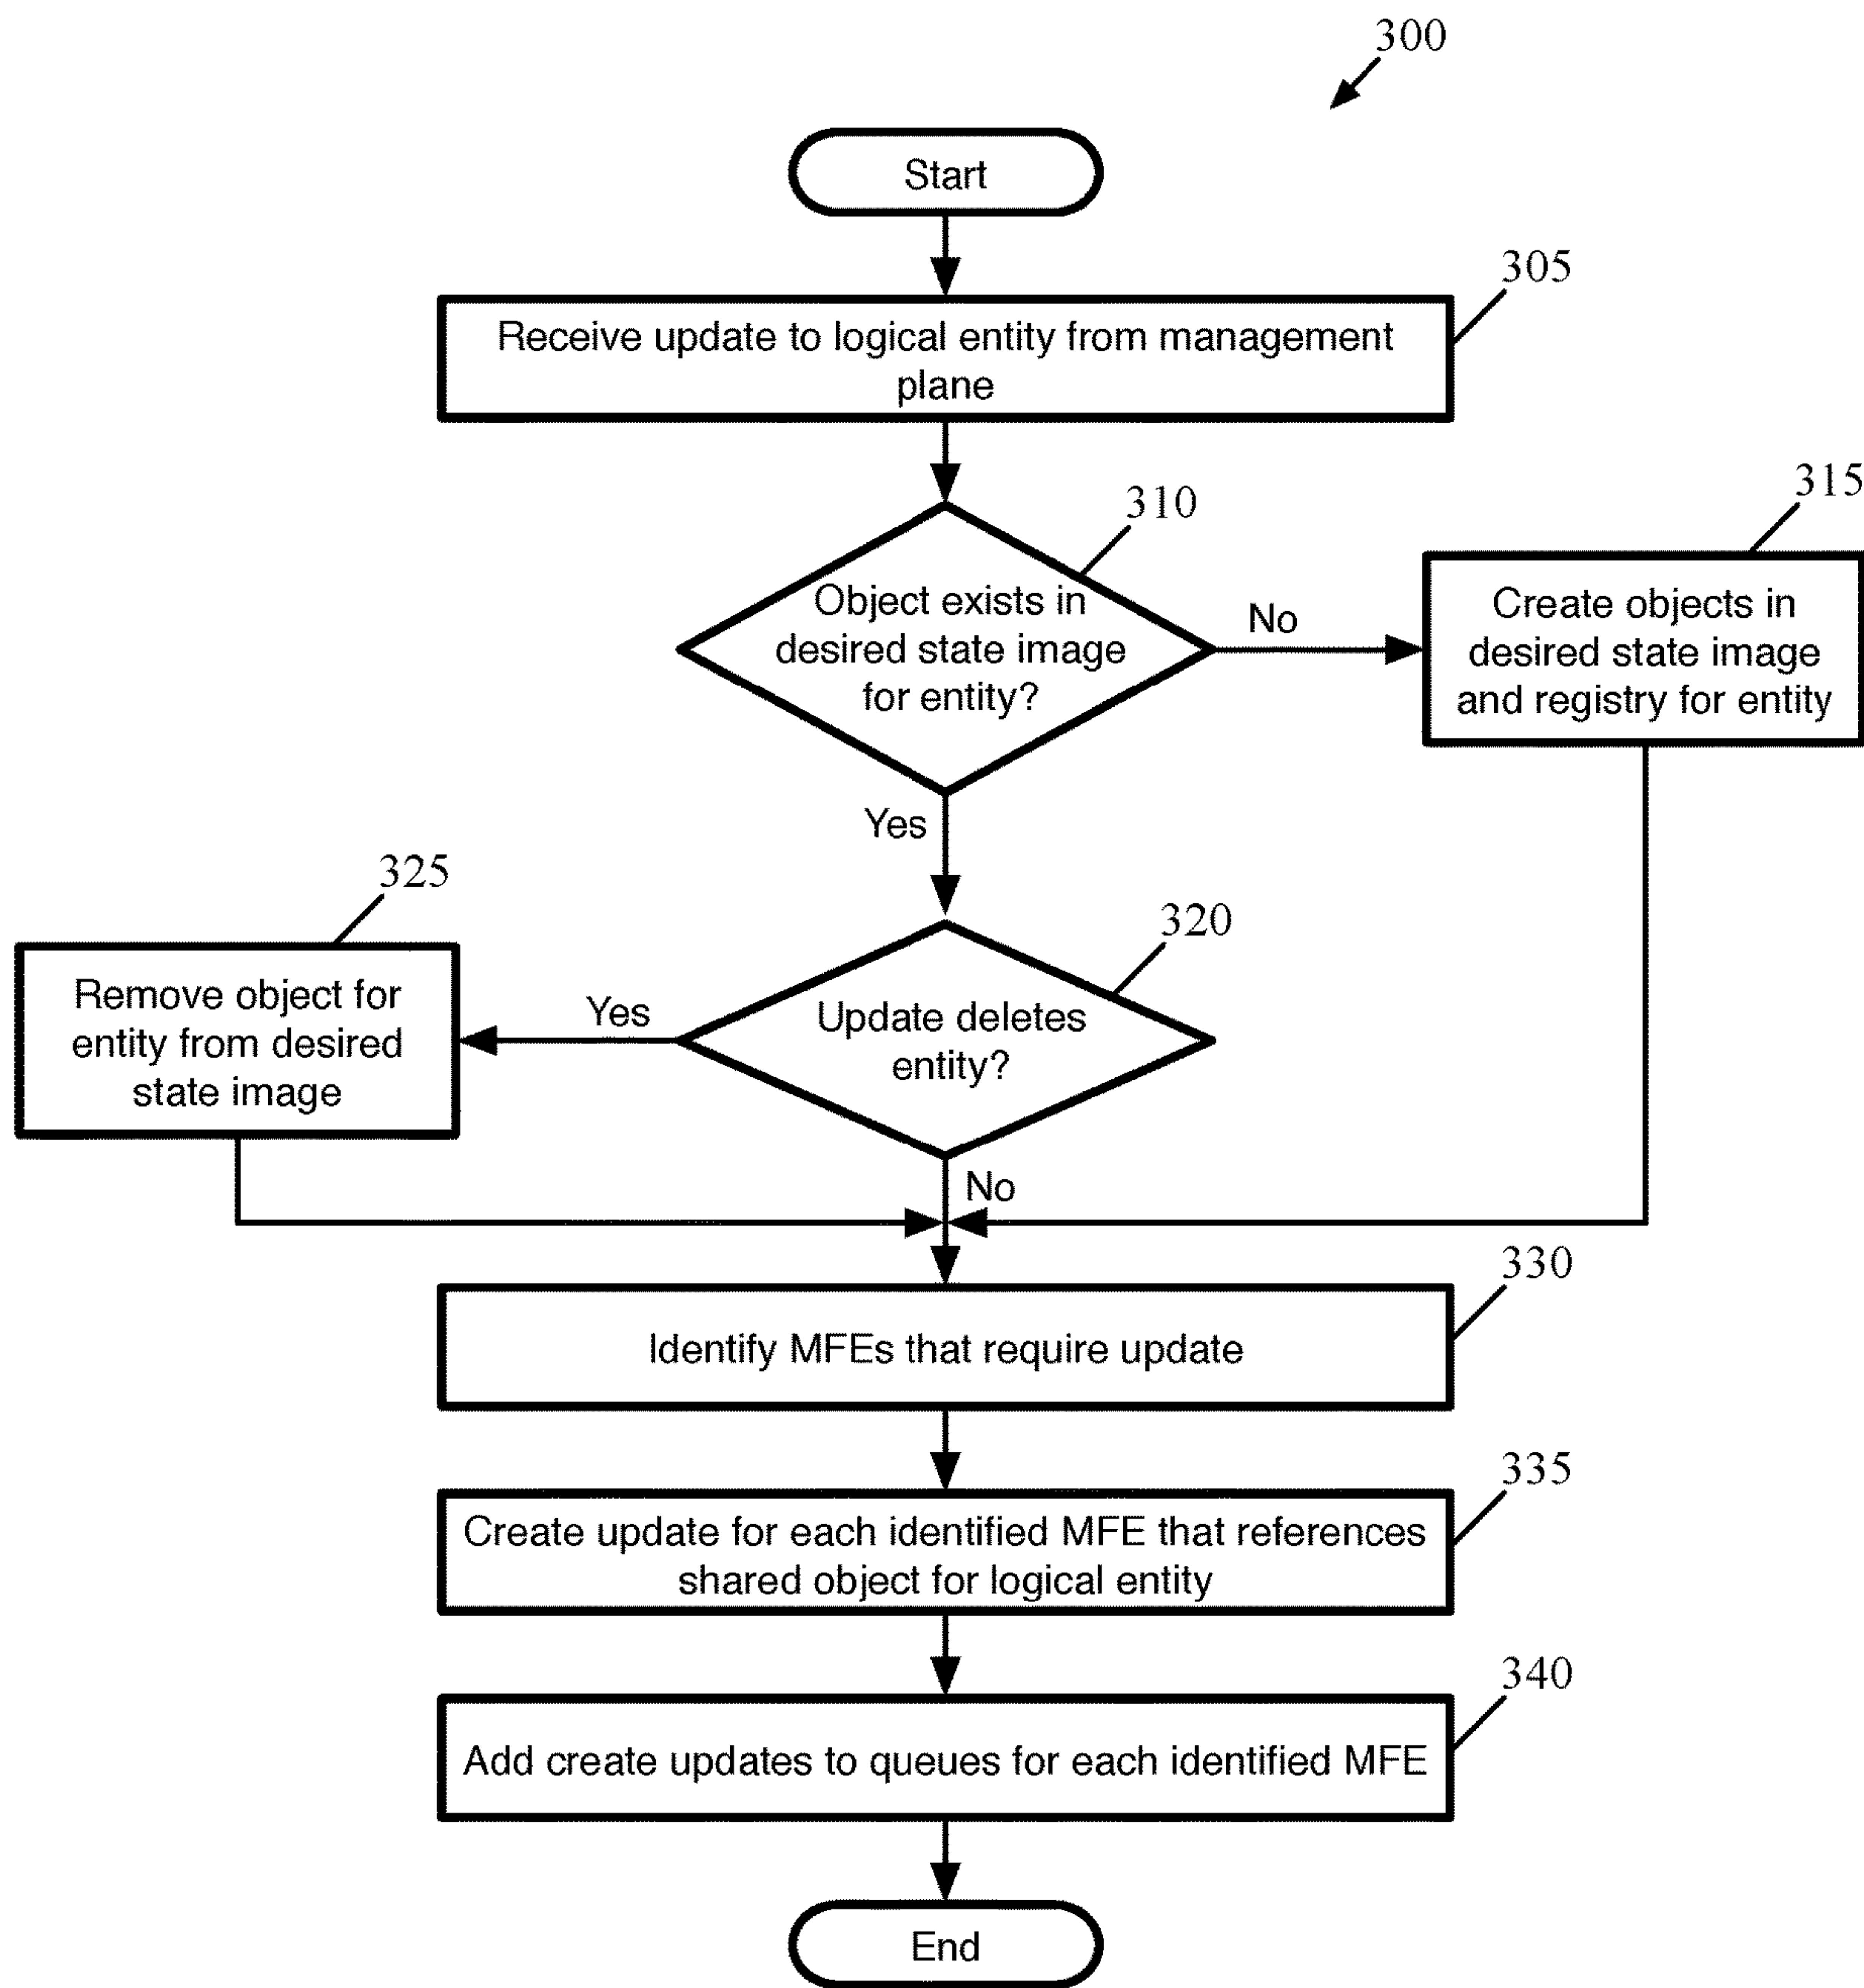 300
Start
305
Receive update to logical entity from management
plane
310
Object exists in
desired state image
for entity?
No
315
Create objects in
desired state image
and registry for entity
Yes
325
Remove object for
entity from desired
state image
Yes
320
Update deletes
entity?
No
330
Identify MFEs that require update
335
Create update for each identified MFE that references
shared object for logical entity
340
Add create updates to queues for each identified MFE
End